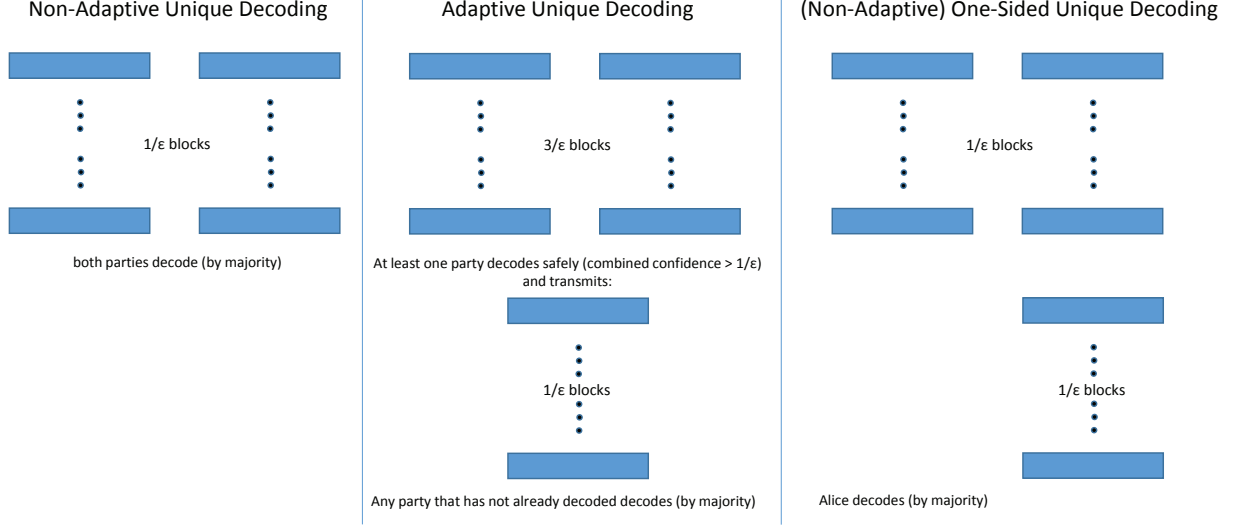 Non-Adaptive Unique Decoding
1/ε blocks
both parties decode (by majority)
Adaptive Unique Decoding
3/ε blocks
At least one party decodes safely (combined confidence > 1/ε)
and transmits:
1/ε blocks
Any party that has not already decoded decodes (by majority)
(Non-Adaptive) One-Sided Unique Decoding
1/ε blocks
1/ε blocks
Alice decodes (by majority)